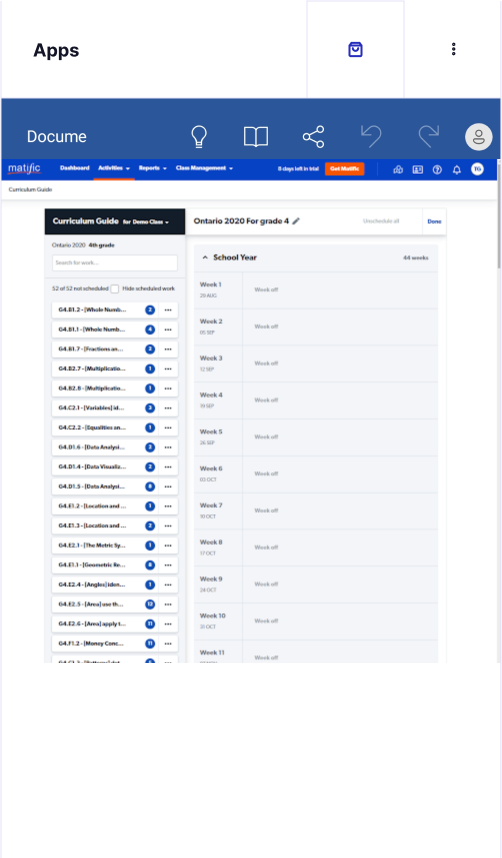 Apps
Docume
matific Dashboard Activities Reports Class Management 8 days left in trial Get Matific TG
Curriculum Guide
Curriculum Guide for Demo Class
Ontario 2020 4th grade
Search for work...
52 of 52 not scheduled Hide scheduled work
G4.B1.2 - [Whole Numb... 2
G4.B1.1 - [Whole Numb... 4
G4.B1.7 - [Fractions an...
G4.B2.7 - [Multiplicatio... 1
G4.B2.6 - [Multiplicatio... 1
G4.C2.1 - [Variables] id... 3
G4.C2.2 - [Equalities an... 1
G4.D1.6 - [Data Analysi... 3
G4.D1.4 - [Data Visualiz... 2
G4.D1.5 - [Data Analysi...
G4.E1.2 - [Location and ... 1
G4.E1.3 - [Location and ... 2
G4.E2.1 - [The Metric Sy... 1
G4.E1.1 - [Geometric Re...
G4.E2.4 - [Angles] iden... 1
G4.E2.5 - [Area] use th... 12
G4.E2.6 - [Area] apply t... 11
G4.F1.2 - [Money Conc... 11
Ontario 2020 For grade 4 Unschedule all Done
School Year 44 weeks
Week 1 Week off
29 AUG
Week 2 Week off
05 SEP
Week 3 Week off
12 SEP
Week 4 Week off
19 SEP
Week 5 Week off
26 SEP
Week 6 Week off
03 OCT
Week 7 Week off
10 OCT
Week 8 Week off
17 OCT
Week 9 Week off
24 OCT
Week 10 Week off
31 OCT
Week 11 Week off